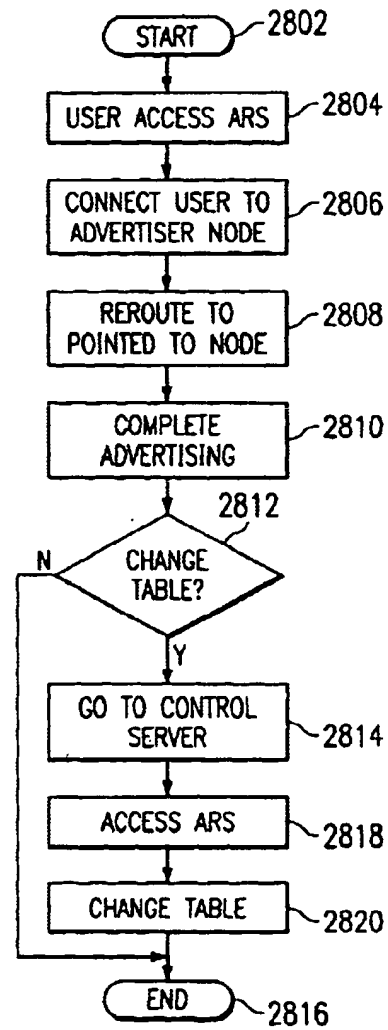 START
2802
USER ACCESS ARS
2804
CONNECT USER TO
ADVERTISER NODE
2806
REROUTE TO
POINTED TO NODE
2808
COMPLETE
ADVERTISING
2810
2812
CHANGE
TABLE?
N
Y
GO TO CONTROL
SERVER
2814
ACCESS ARS
2818
CHANGE TABLE
2820
END
2816